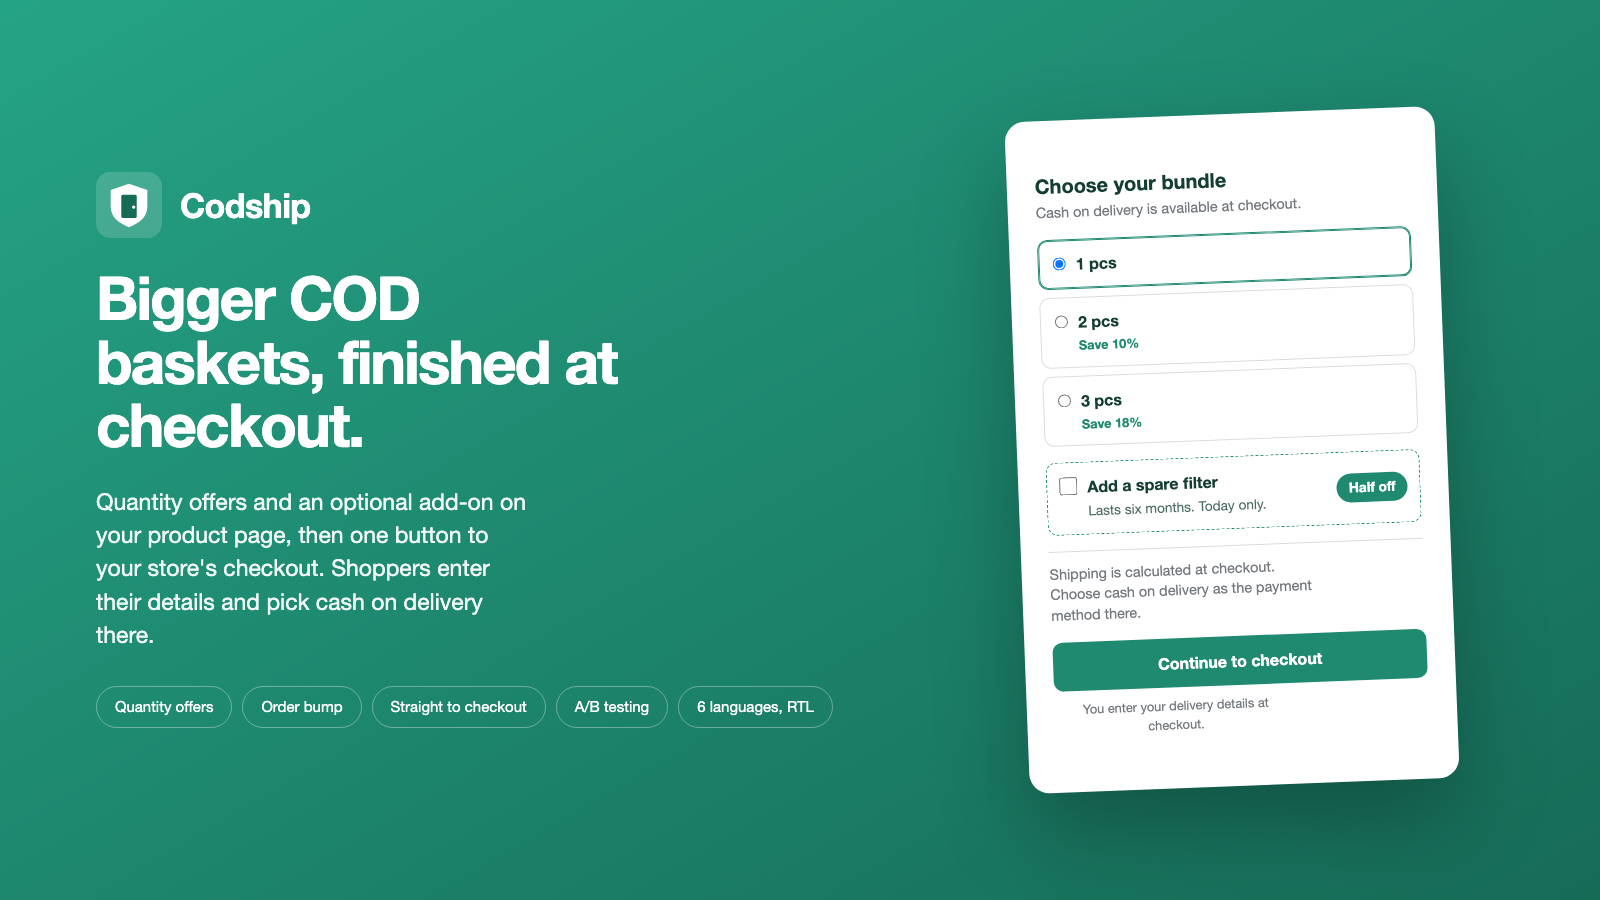 Codship
Bigger COD
baskets, finished at
checkout.
Quantity offers and an optional add-on on
your product page, then one button to
your store's checkout. Shoppers enter
their details and pick cash on delivery
there.
Quantity offers
Order bump
Straight to checkout
A/B testing
6 languages, RTL
Choose your bundle
Cash on delivery is available at checkout.
1 pcs
2 pcs
Save 10%
3 pcs
Save 18%
Add a spare filter
Half off
Lasts six months. Today only.
Shipping is calculated at checkout.
Choose cash on delivery as the payment
method there.
Continue to checkout
You enter your delivery details at
checkout.